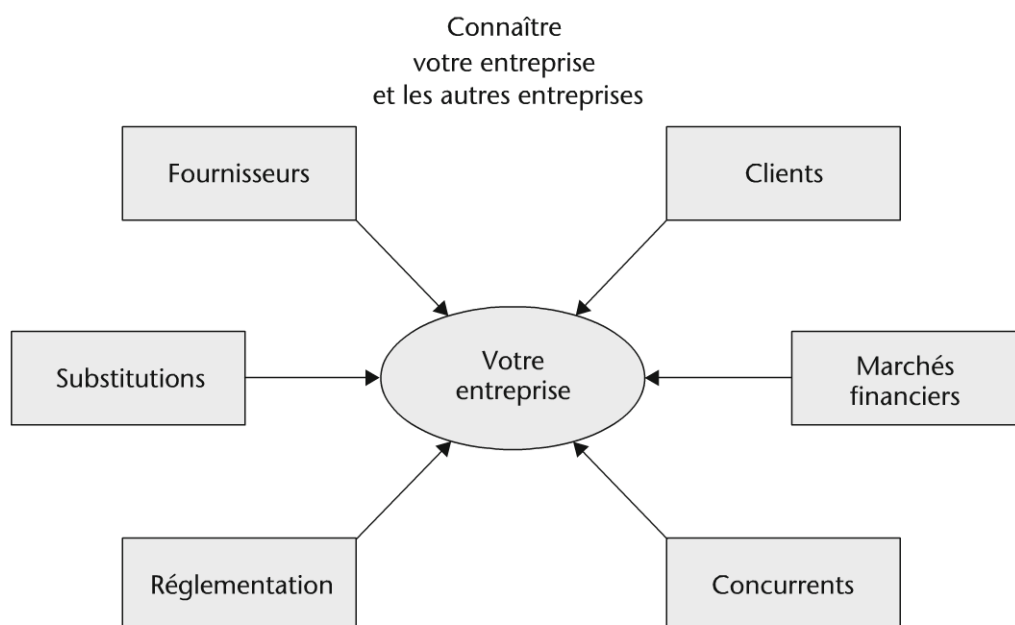 Connaître
votre entreprise
et les autres entreprises
Fournisseurs
Clients
Substitutions
Votre
entreprise
Marchés
financiers
Réglementation
Concurrents